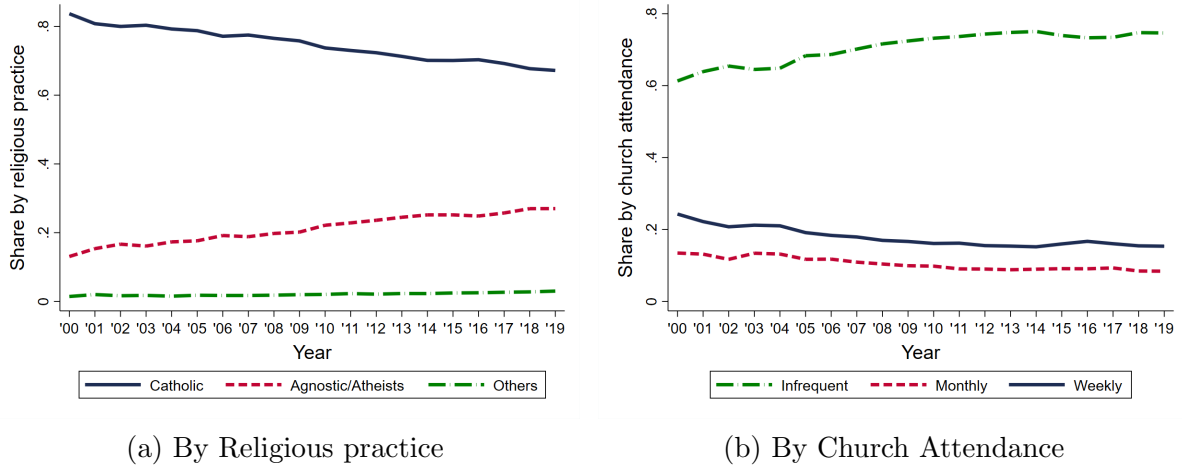 Share by religious practice
.8
.6
.4
.2
0
'00 '01 '02 '03 '04 '05 '06 '07 '08 '09 '10 '11 '12 '13 '14 '15 '16 '17 '18 '19
Year
Catholic Agnostic/Atheists Others
(a) By Religious practice
Share by church attendance
.8
.6
.4
.2
0
'00 '01 '02 '03 '04 '05 '06 '07 '08 '09 '10 '11 '12 '13 '14 '15 '16 '17 '18 '19
Year
Infrequent Monthly Weekly
(b) By Church Attendance